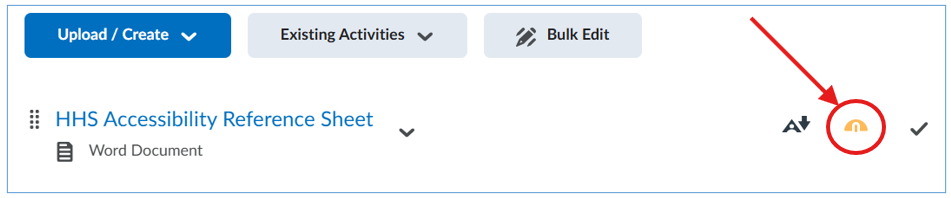 Upload / Create
Existing Activities
Bulk Edit
HHS Accessibility Reference Sheet
Word Document